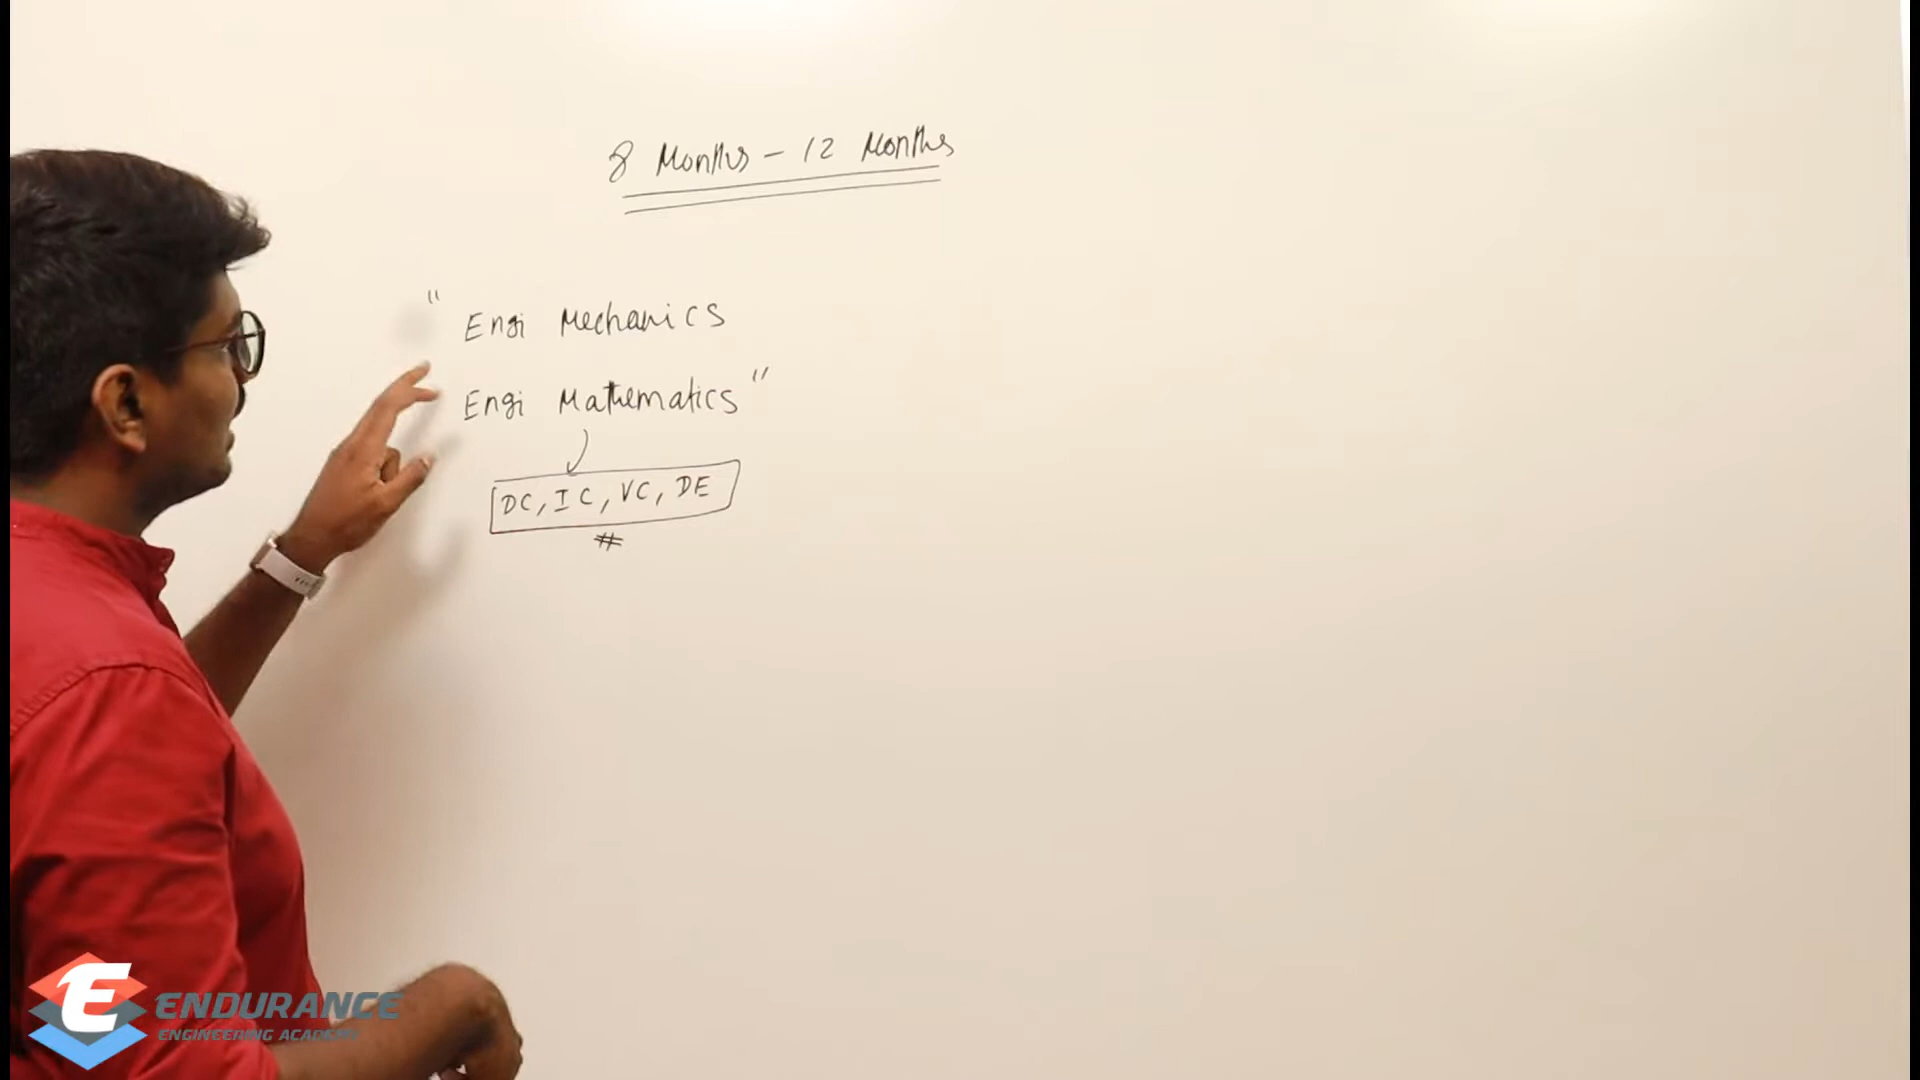 8 Months - 12 Months
" Engi Mechanics
Engi Mathematics "
DC, IC, VC, DE
#
E ENDURANCE
ENGINEERING ACADEMY